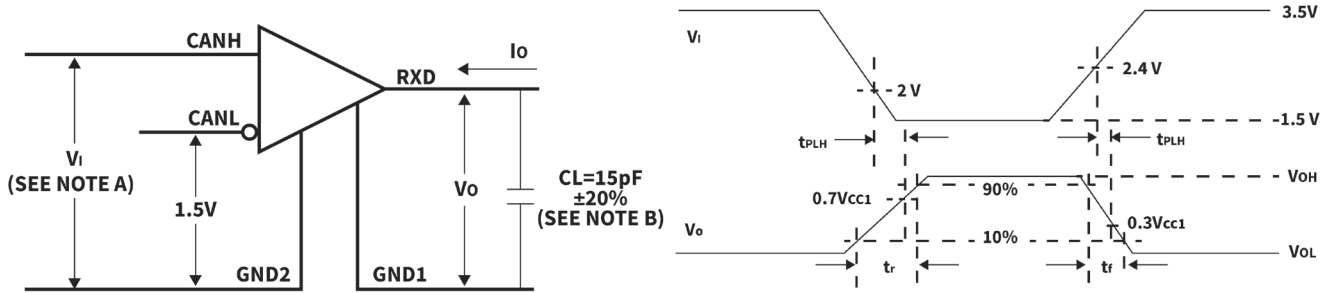 CANH
IO
RXD
CANL
VI
(SEE NOTE A)
1.5V
VO
CL=15pF
±20%
(SEE NOTE B)
GND2
GND1
VI
3.5V
2.4 V
2 V
1.5 V
tPLH
tPLH
VOH
90%
0.7VCC1
0.3VCC1
VO
10%
VOL
tr
tf